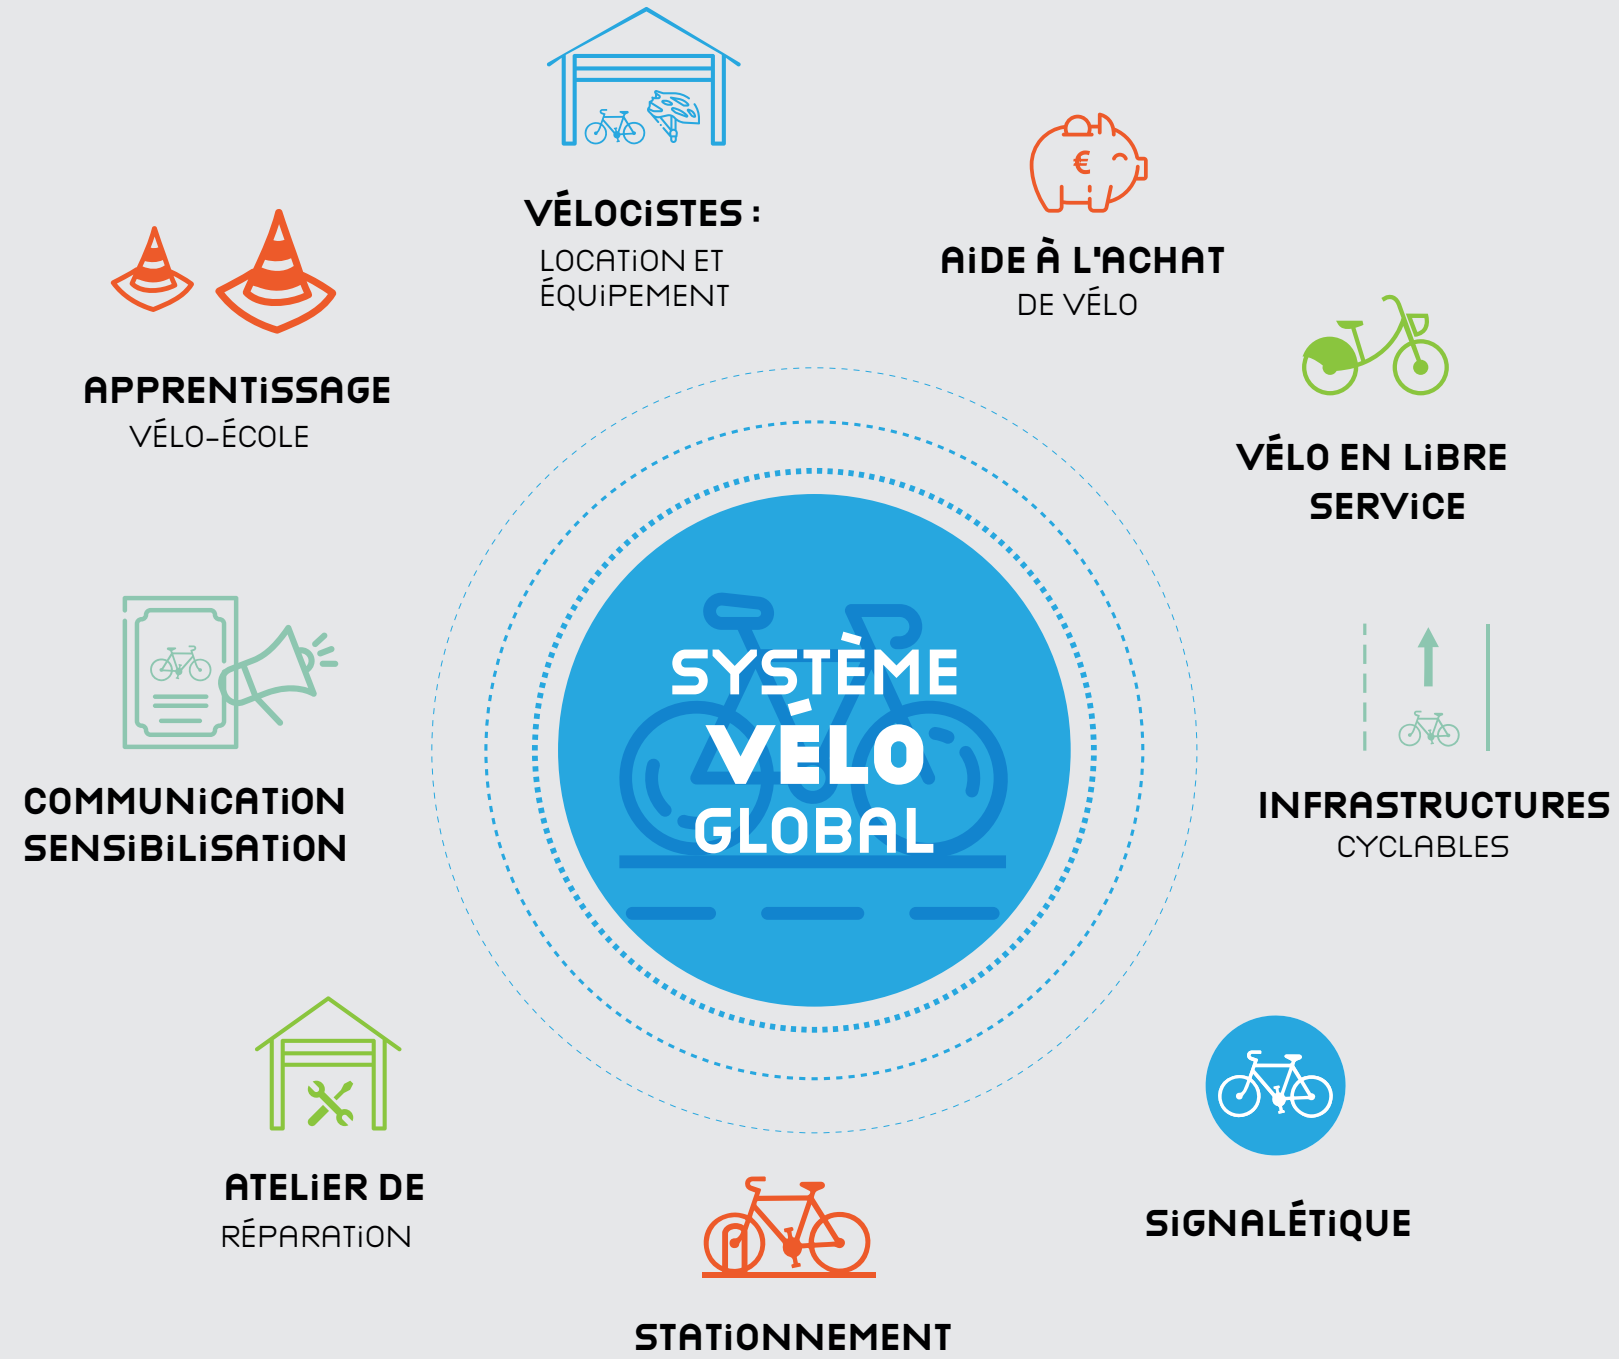 VÉLOCiSTES :
LOCATiON ET
ÉQUiPEMENT
€
AiDE À L'ACHAT
DE VÉLO
APPRENTiSSAGE
VÉLO-ÉCOLE
VÉLO EN LiBRE
SERViCE
SYSTÈME
VÉLO
GLOBAL
COMMUNiCATiON
SENSiBiLiSATiON
INFRASTRUCTURES
CYCLABLES
ATELiER DE
RÉPARATiON
SiGNALÉTiQUE
STATiONNEMENT